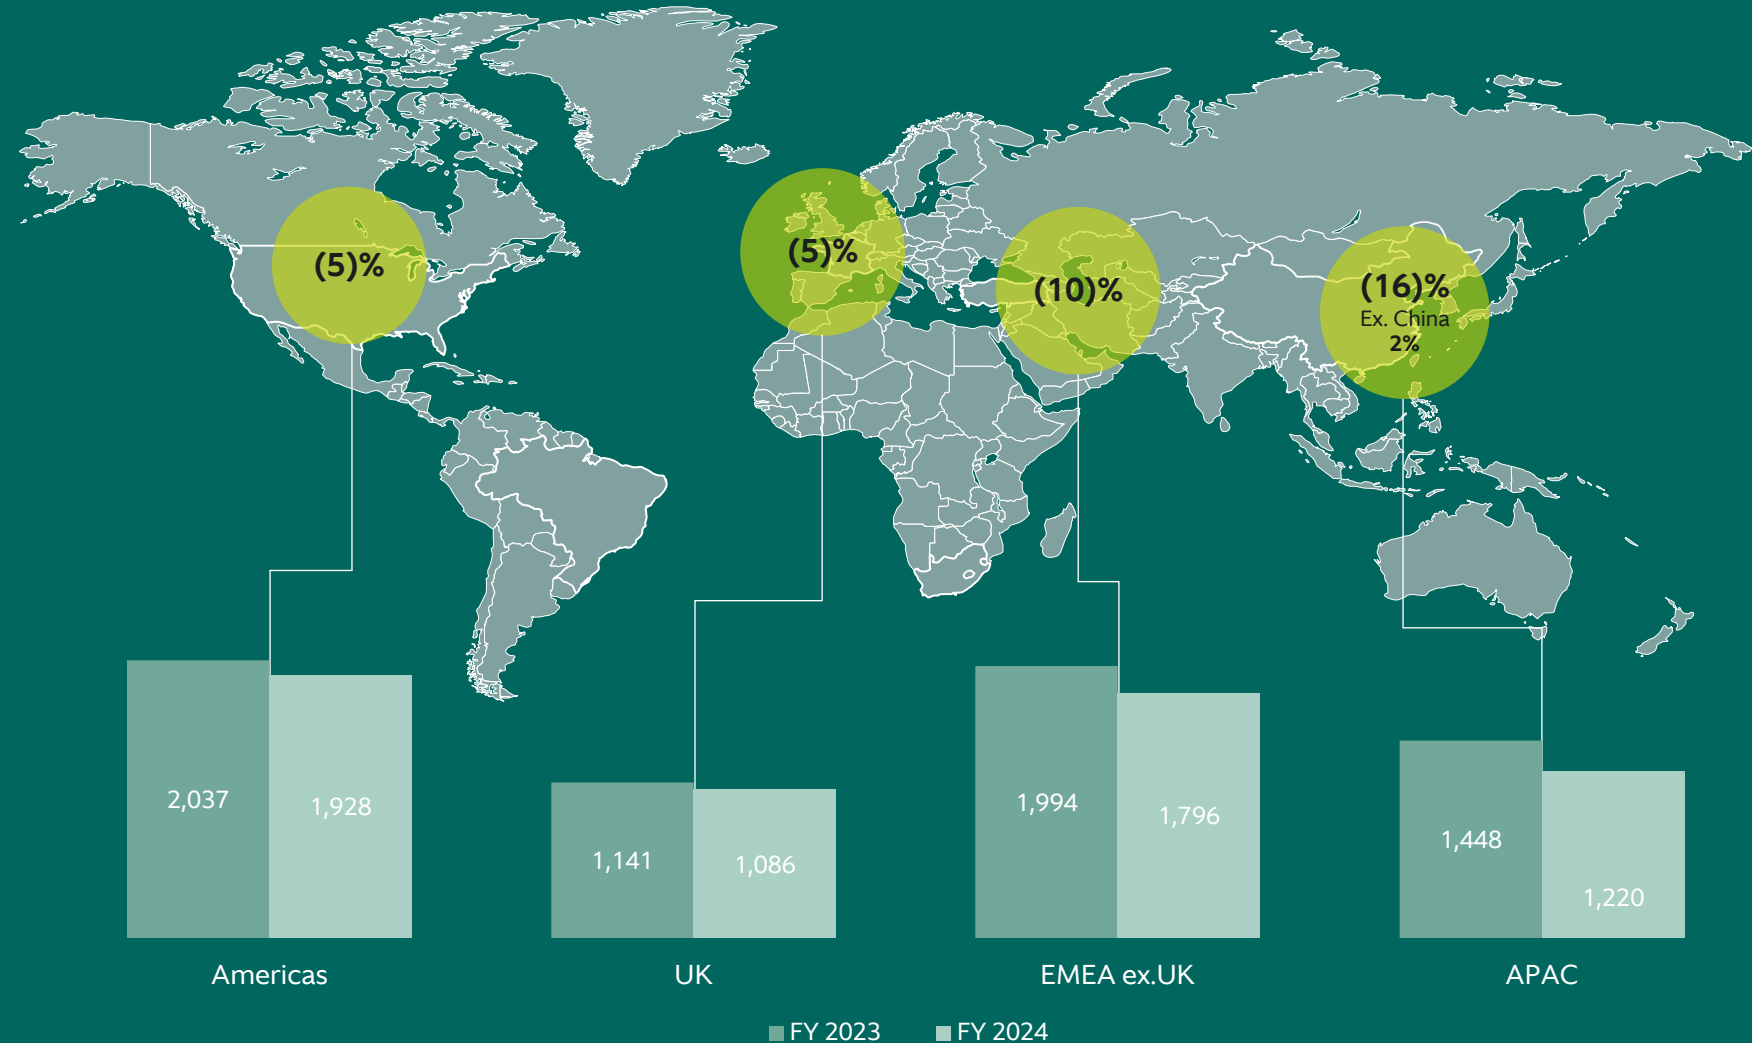 (5)%
(5)%
(10)%
(16)%
Ex. China
2%
2,037
1,928
1,141
1,086
1,994
1,796
1,448
1,220
Americas
UK
EMEA ex.UK
APAC
FY 2023
FY 2024